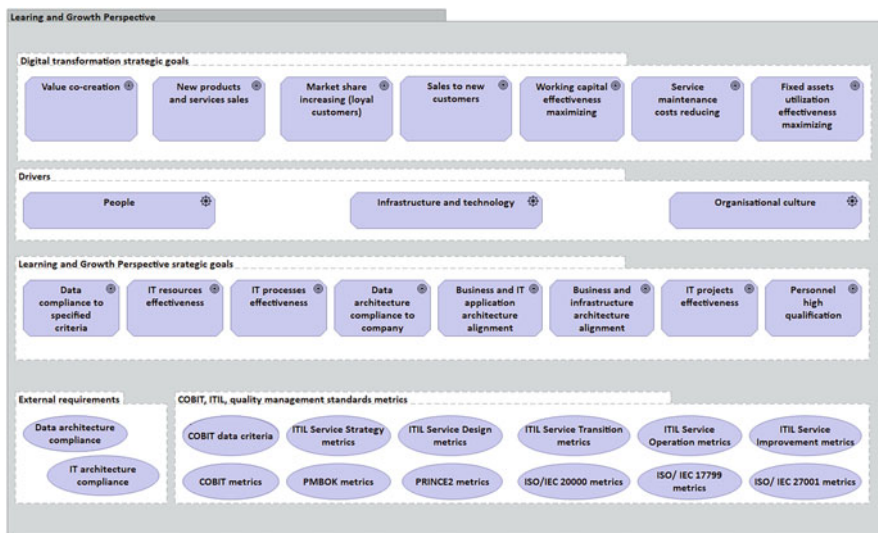 Learing and Growth Perspective
Digital transformation strategic goals
Value co-creation
New products
and services sales
Market share
increasing (loyal
customers)
Sales to new
customers
Working capital
effectiveness
maximizing
Service
maintenance
costs reducing
Fixed assets
utilization
effectiveness
maximizing
Drivers
People
Infrastructure and technology
Organisational culture
Learning and Growth Perspective srategic goals
Data
compliance to
specified
criteria
IT resources
effectiveness
IT processes
effectiveness
Data
architecture
compliance to
company
Business and IT
application
architecture
alignment
Business and
infrastructure
architecture
alignment
IT projects
effectiveness
Personnel
high
qualification
External requirements
Data architecture
compliance
IT architecture
compliance
COBIT, ITIL, quality management standards metrics
COBIT data criteria
ITIL Service Strategy
metrics
ITIL Service Design
metrics
ITIL Service Transition
metrics
ITIL Service
Operation metrics
ITIL Service
Improvement metrics
COBIT metrics
PMBOK metrics
PRINCE2 metrics
ISO/IEC 20000 metrics
ISO/ IEC 17799
metrics
ISO/ IEC 27001 metrics